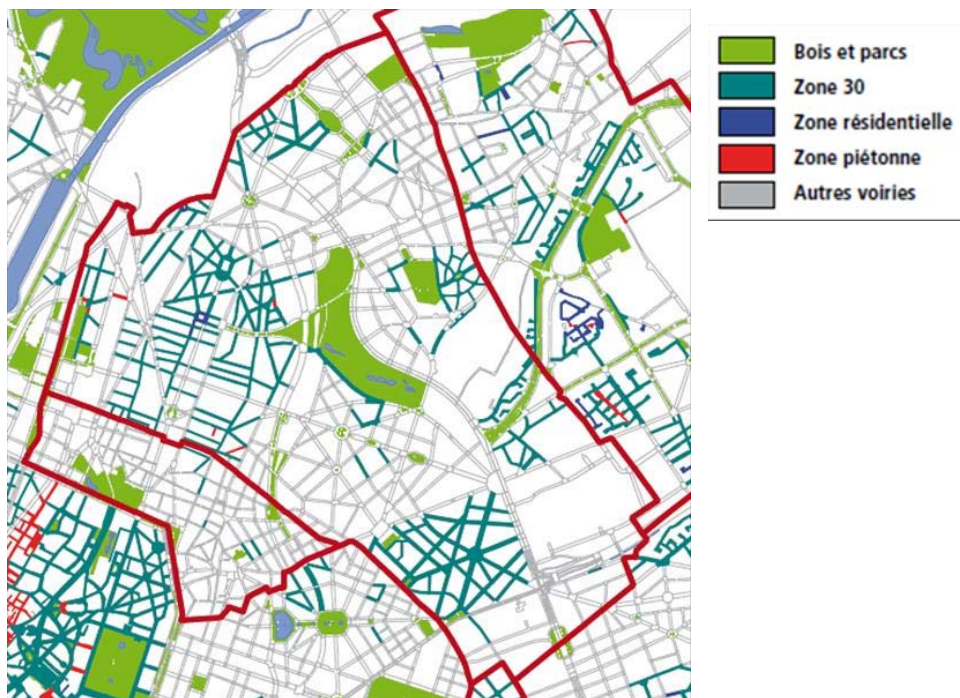 Bois et parcs
Zone 30
Zone résidentielle
Zone piétonne
Autres voiries